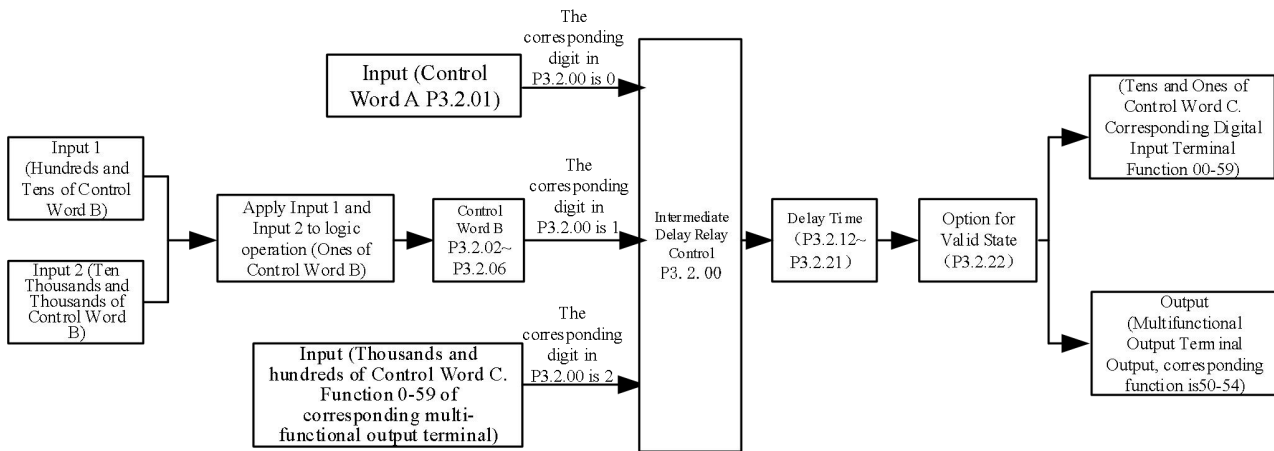 Input 1
(Hundreds and
Tens of Control
Word B)
Input 2 (Ten
Thousands and
Thousands of
Control Word
B)
Apply Input 1 and
Input 2 to logic
operation (Ones of
Control Word B)
Control
Word B
P3.2.02~
P3.2.06
Input (Control
Word A P3.2.01)
The
corresponding
digit in
P3.2.00 is 0
The
corresponding
digit in
P3.2.00 is 1
Input (Thousands and
hundreds of Control Word C.
Function 0-59 of
corresponding multi-
functional output terminal)
The
corresponding
digit in
P3.2.00 is 2
Intermediate
Delay Relay
Control
P3. 2. 00
Delay Time
(P3.2.12~
P3.2.21)
Option for
Valid State
(P3.2.22)
(Tens and Ones of
Control Word C.
Corresponding Digital
Input Terminal
Function 00-59)
Output
(Multifunctional
Output Terminal
Output, corresponding
function is50-54)